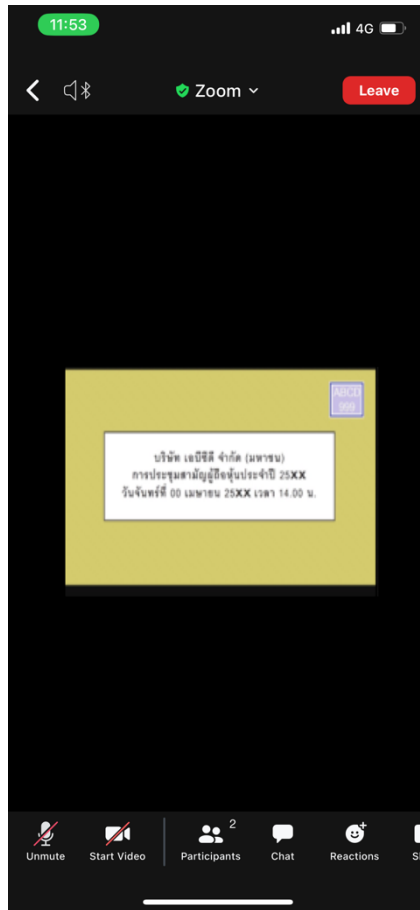 11:53
4G
Zoom
Leave
ABCD
999
บริษัท เอบีซีดี จำกัด (มหาชน)
การประชุมสามัญผู้ถือหุ้นประจำปี 25XX
วันจันทร์ที่ 00 เมษายน 25XX เวลา 14.00 น.
2
Unmute
Start Video
Participants
Chat
Reactions